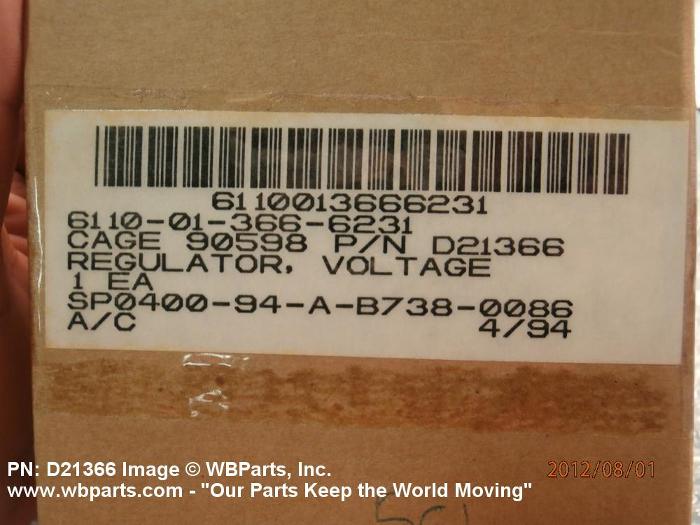 6110013666231
6110-01-366-6231
CAGE 90598 P/N D21366
REGULATOR, VOLTAGE
1 EA
SP0400-94-A-B738-0086
A/C 4/94
PN: D21366 Image © WBParts, Inc.
2012/08/01
www.wbparts.com - "Our Parts Keep the World Moving"